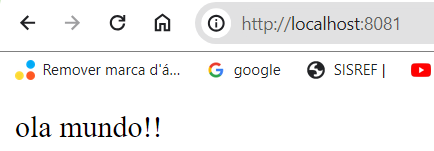 http://localhost:8081
Remover marca d'á... google SISREF |
ola mundo!!